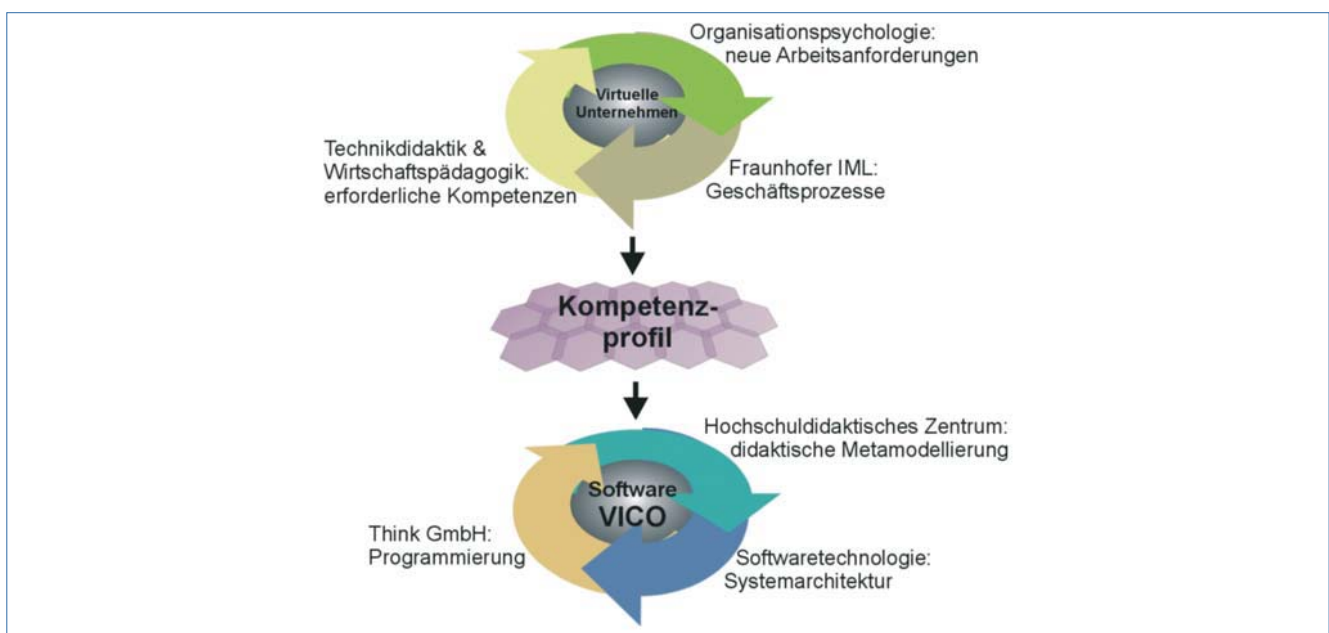 Organisationspsychologie:
neue Arbeitsanforderungen
Virtuelle
Unternehmen
Technikdidaktik &
Wirtschaftspädagogik:
erforderliche Kompetenzen
Fraunhofer IML:
Geschäftsprozesse
Kompetenz-
profil
Hochschuldidaktisches Zentrum:
didaktische Metamodellierung
Software
VICO
Think GmbH:
Programmierung
Softwaretechnologie:
Systemarchitektur